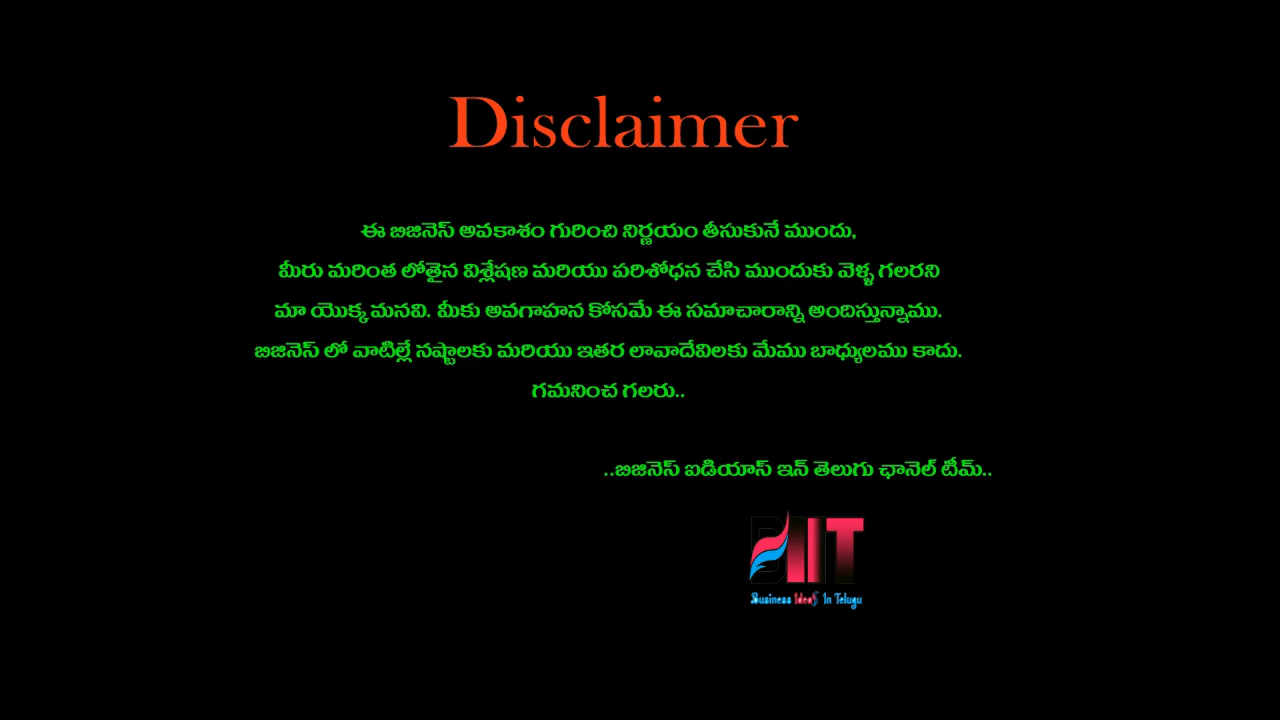 Disclaimer
ఈ బిజినెస్ అవకాశం గురించి నిర్ణయం తీసుకునే ముందు,
మీరు మరింత లోతైన విశ్లేషణ మరియు పరిశోధన చేసి ముందుకు వెళ్ళ గలరని
మా యొక్క మనవి. మీకు అవగాహన కోసమే ఈ సమాచారాన్ని అందిస్తున్నాము.
బిజినెస్ లో వాటిల్లే నష్టాలకు మరియు ఇతర లావాదేవిలకు మేము బాధ్యులము కాదు.
గమనించ గలరు..
..బిజినెస్ ఐడియాస్ ఇన్ తెలుగు ఛానెల్ టీమ్..
BIIT
Business Ideas In Telugu